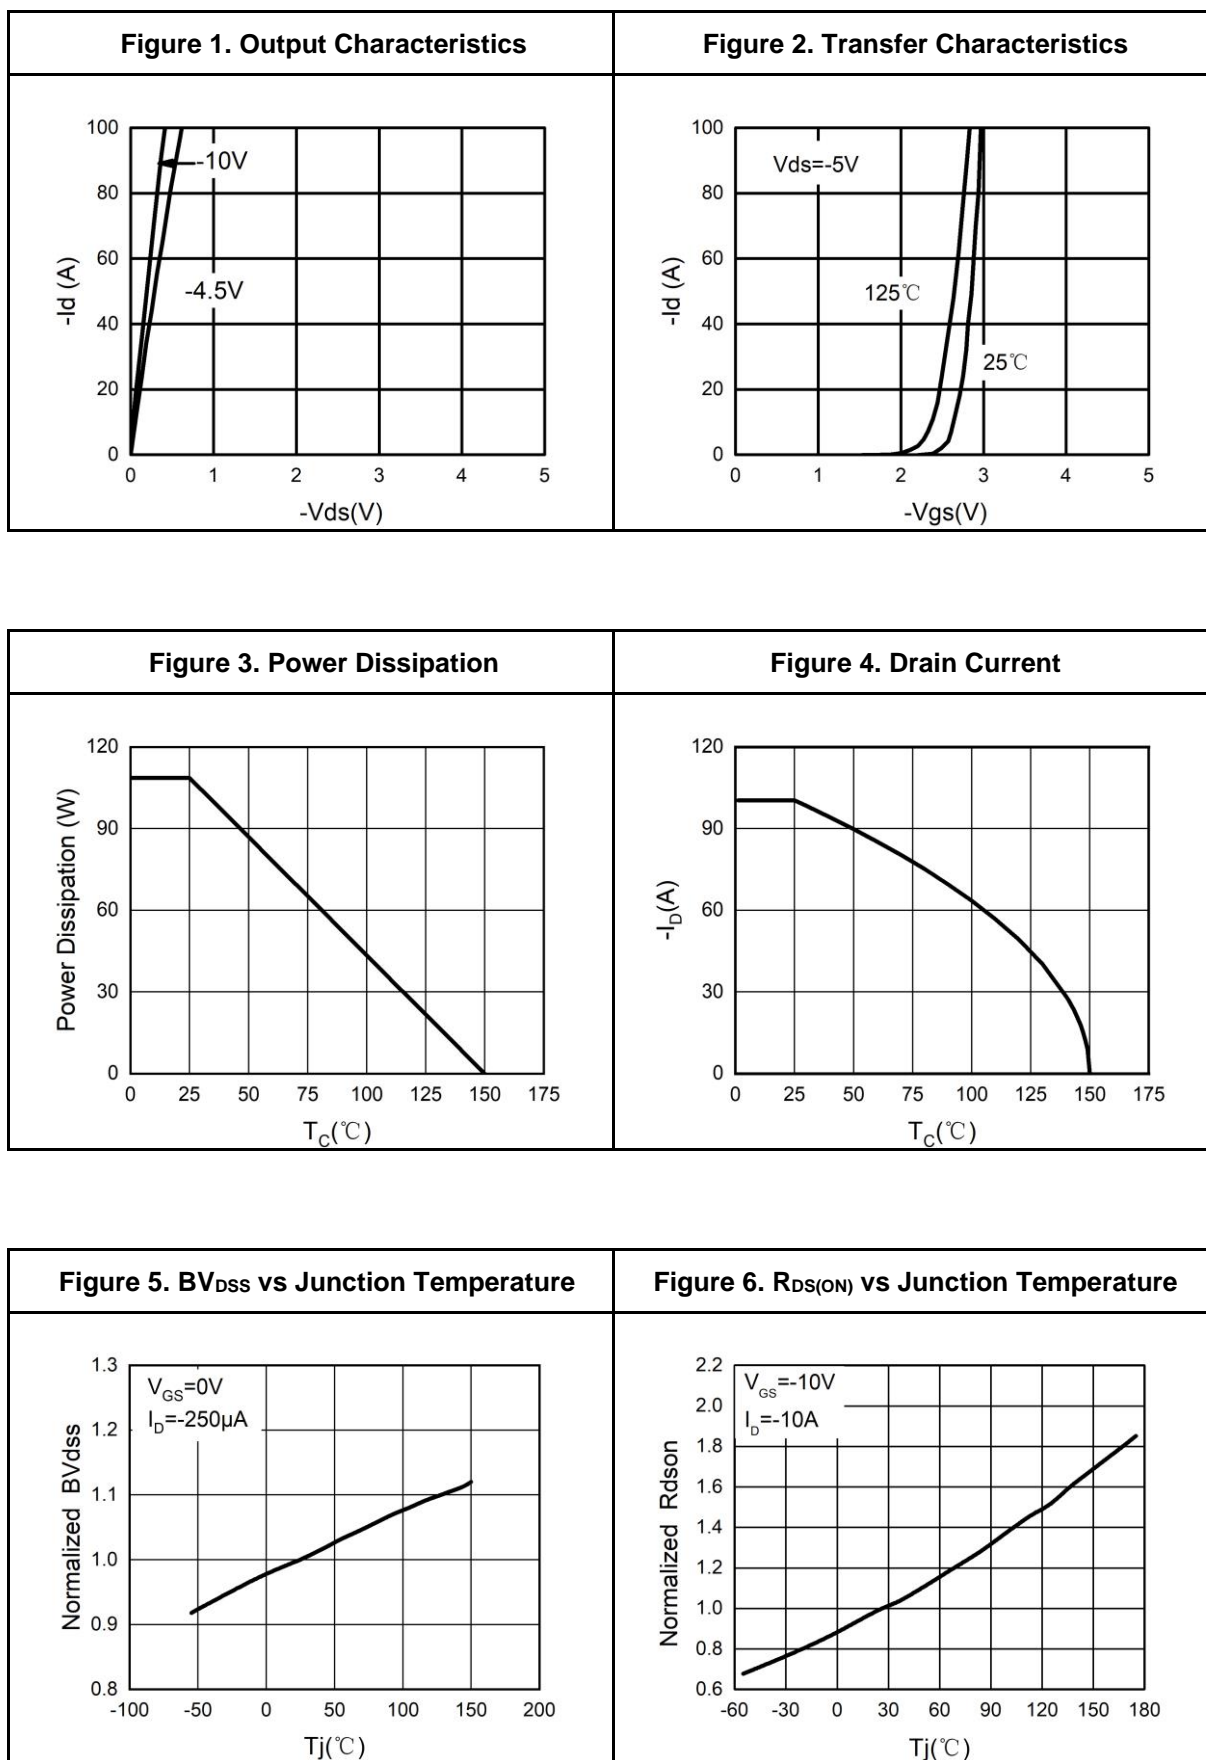 Figure 1. Output Characteristics
Figure 2. Transfer Characteristics
100
80
60
40
20
0
-Id (A)
-10V
-4.5V
0 1 2 3 4 5
-Vds(V)
100
80
60
40
20
0
-Id (A)
Vds=-5V
125℃
25℃
0 1 2 3 4 5
-Vgs(V)
Figure 3. Power Dissipation
Figure 4. Drain Current
120
90
60
30
0
Power Dissipation (W)
0 25 50 75 100 125 150 175
TC(℃)
120
90
60
30
0
-ID(A)
0 25 50 75 100 125 150 175
TC(℃)
Figure 5. BVDSS vs Junction Temperature
Figure 6. RDS(ON) vs Junction Temperature
1.3
1.2
1.1
1.0
0.9
0.8
Normalized BVdss
VGS=0V
ID=-250µA
-100 -50 0 50 100 150 200
Tj(℃)
2.2
2.0
1.8
1.6
1.4
1.2
1.0
0.8
0.6
Normalized Rdson
VGS=-10V
ID=-10A
-60 -30 0 30 60 90 120 150 180
Tj(℃)